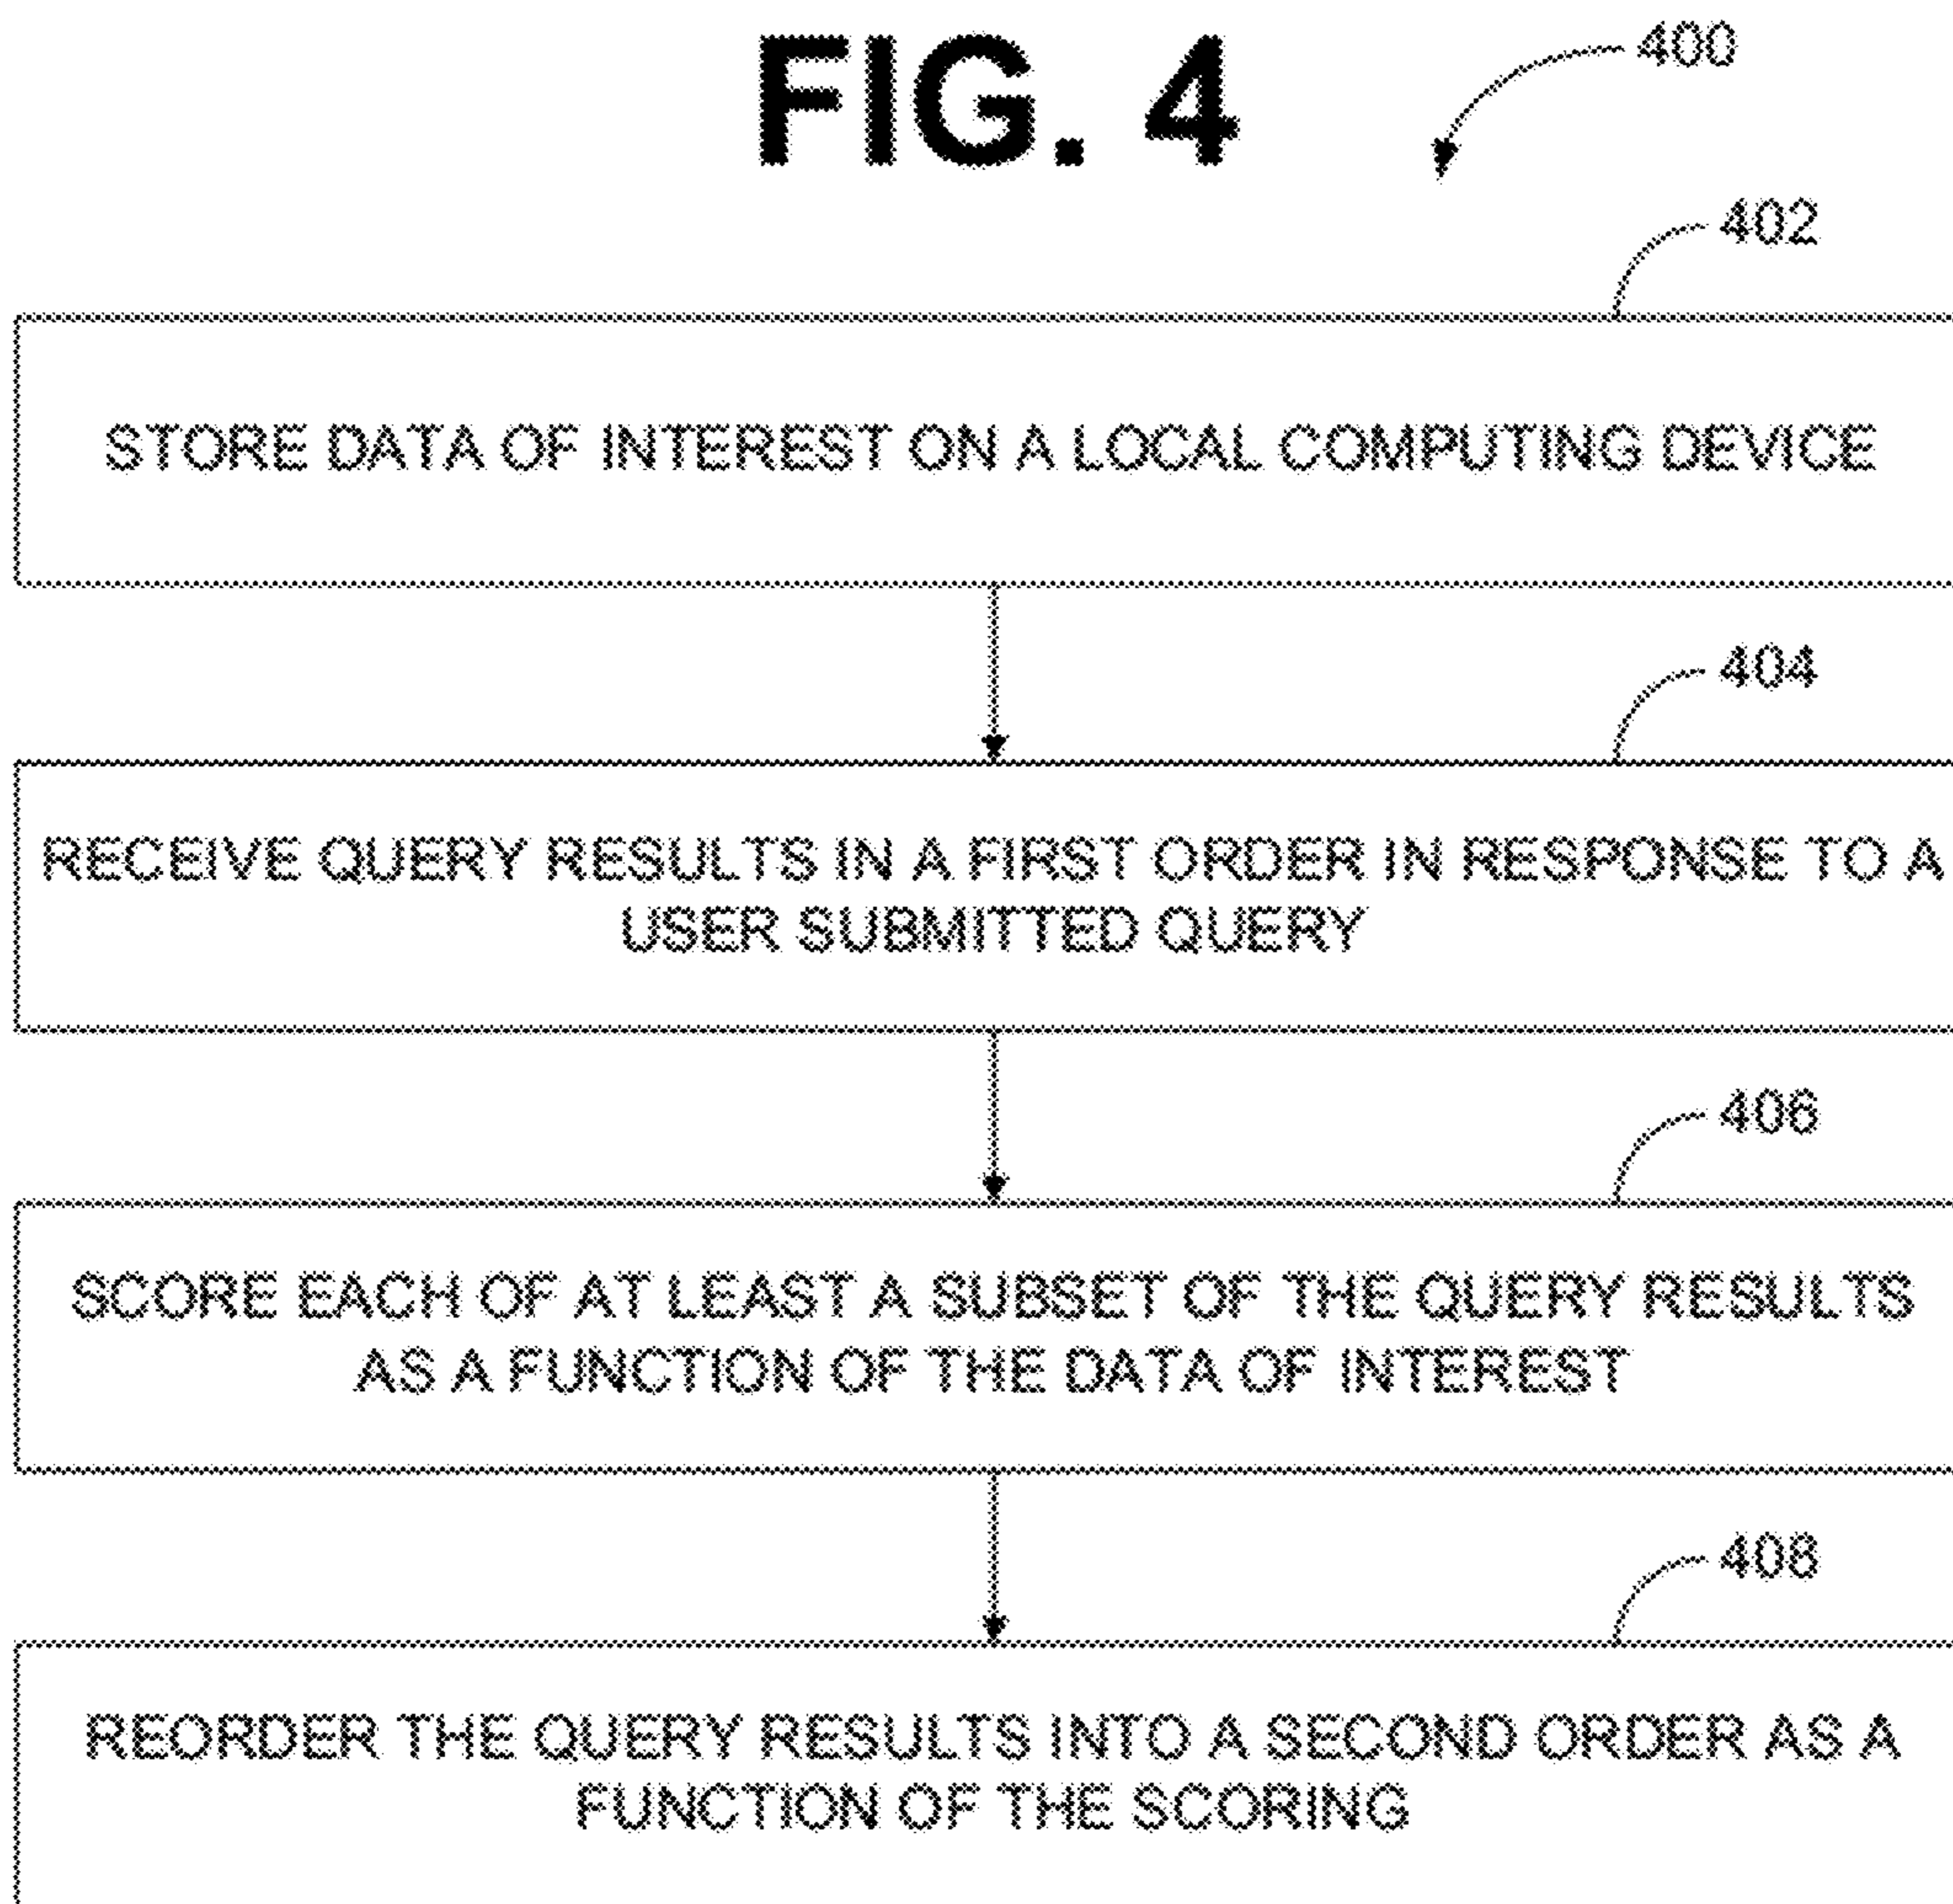 FIG. 4
400
402
STORE DATA OF INTEREST ON A LOCAL COMPUTING DEVICE
404
RECEIVE QUERY RESULTS IN A FIRST ORDER IN RESPONSE TO A
USER SUBMITTED QUERY
406
SCORE EACH OF AT LEAST A SUBSET OF THE QUERY RESULTS
AS A FUNCTION OF THE DATA OF INTEREST
408
REORDER THE QUERY RESULTS INTO A SECOND ORDER AS A
FUNCTION OF THE SCORING